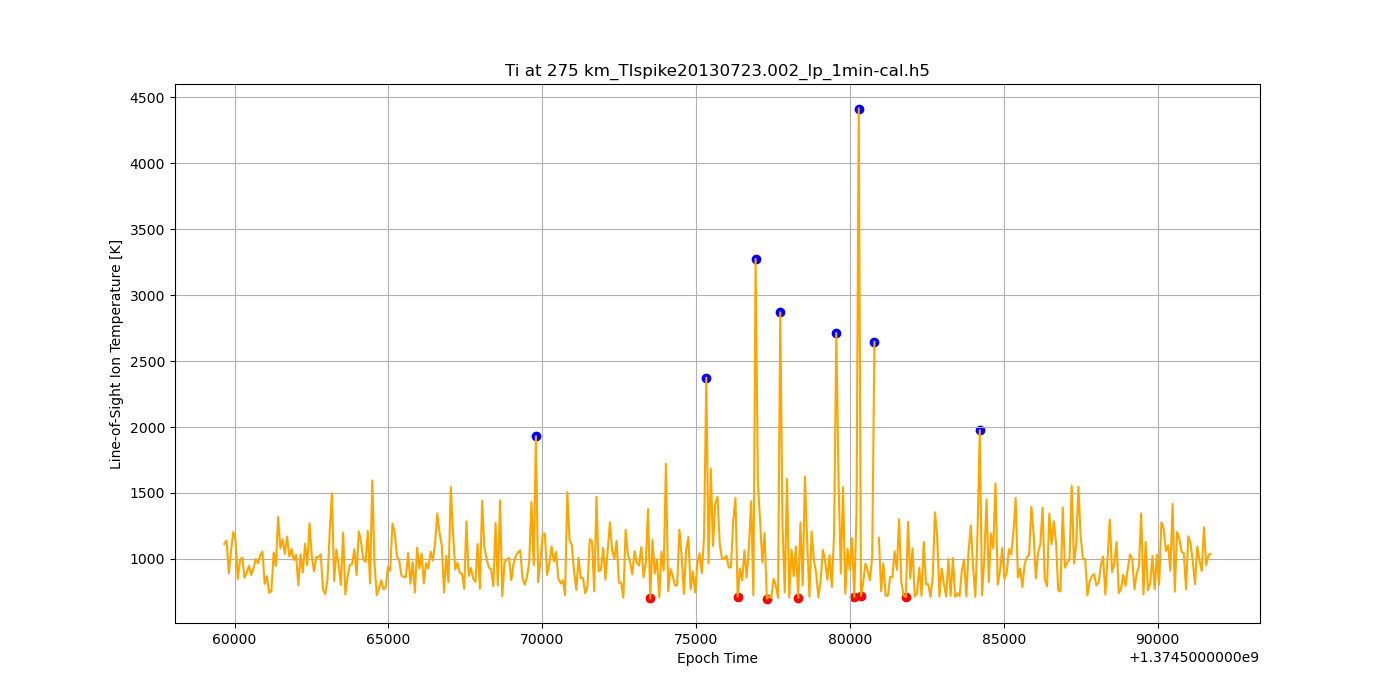 Ti at 275 km_TIspike20130723.002_lp_1min-cal.h5
Line-of-Sight Ion Temperature [K]
4500
4000
3500
3000
2500
2000
1500
1000
60000 65000 70000 75000 80000 85000 90000
Epoch Time
+1.3745000000e9